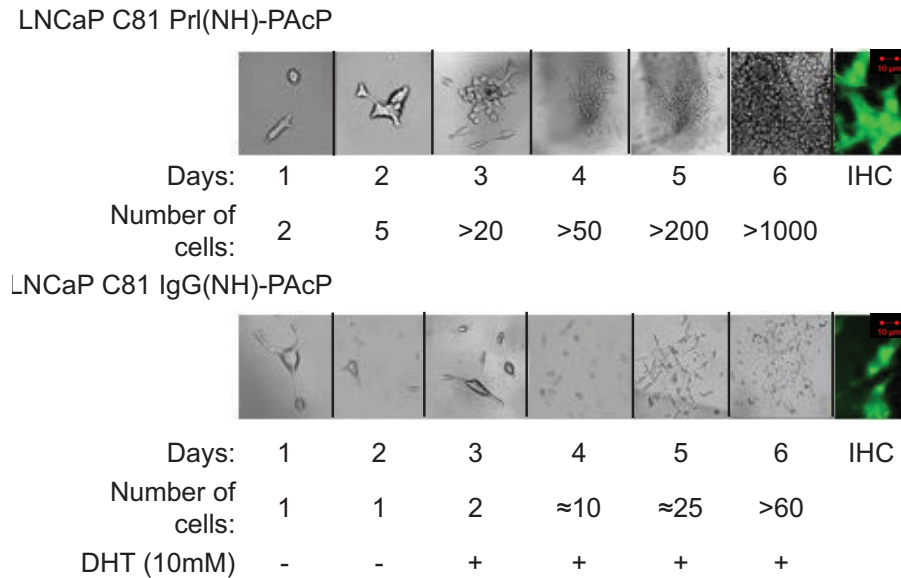 LNCaP C81 Prl(NH)-PAcP
10 µm
Days: 1 2 3 4 5 6 IHC
Number of
cells: 2 5 >20 >50 >200 >1000
LNCaP C81 IgG(NH)-PAcP
10 µm
Days: 1 2 3 4 5 6 IHC
Number of
cells: 1 1 2 ≈10 ≈25 >60
DHT (10mM) - - + + + +